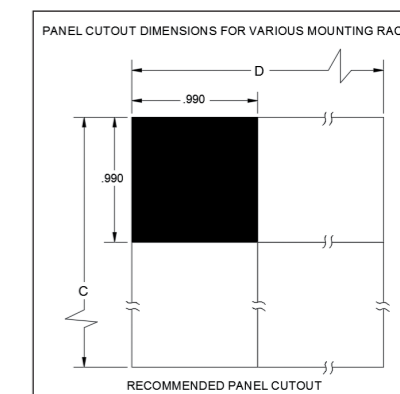 PANEL CUTOUT DIMENSIONS FOR VARIOUS MOUNTING RAC
D
.990
.990
C
RECOMMENDED PANEL CUTOUT